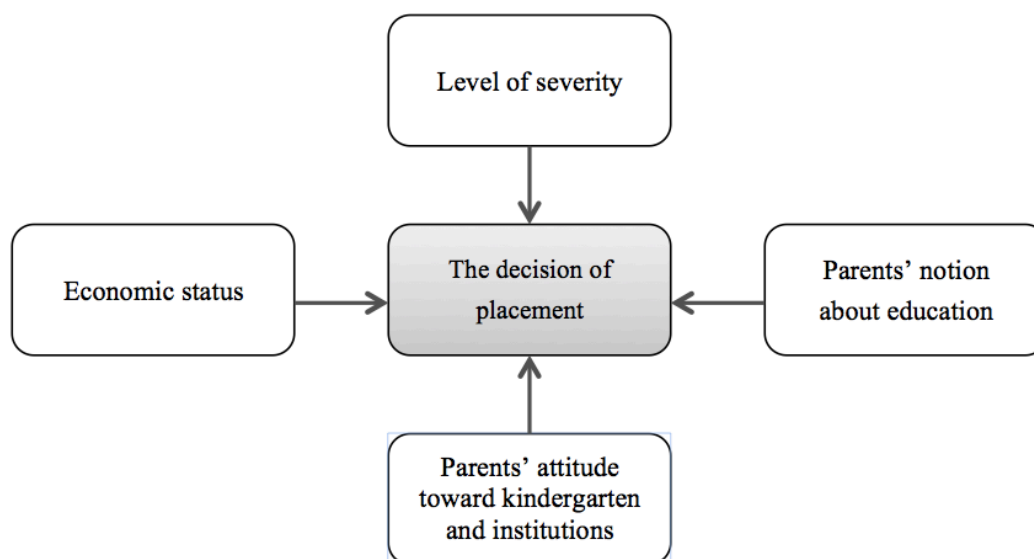 Level of severity
Economic status
The decision of
placement
Parents’ notion
about education
Parents’ attitude
toward kindergarten
and institutions